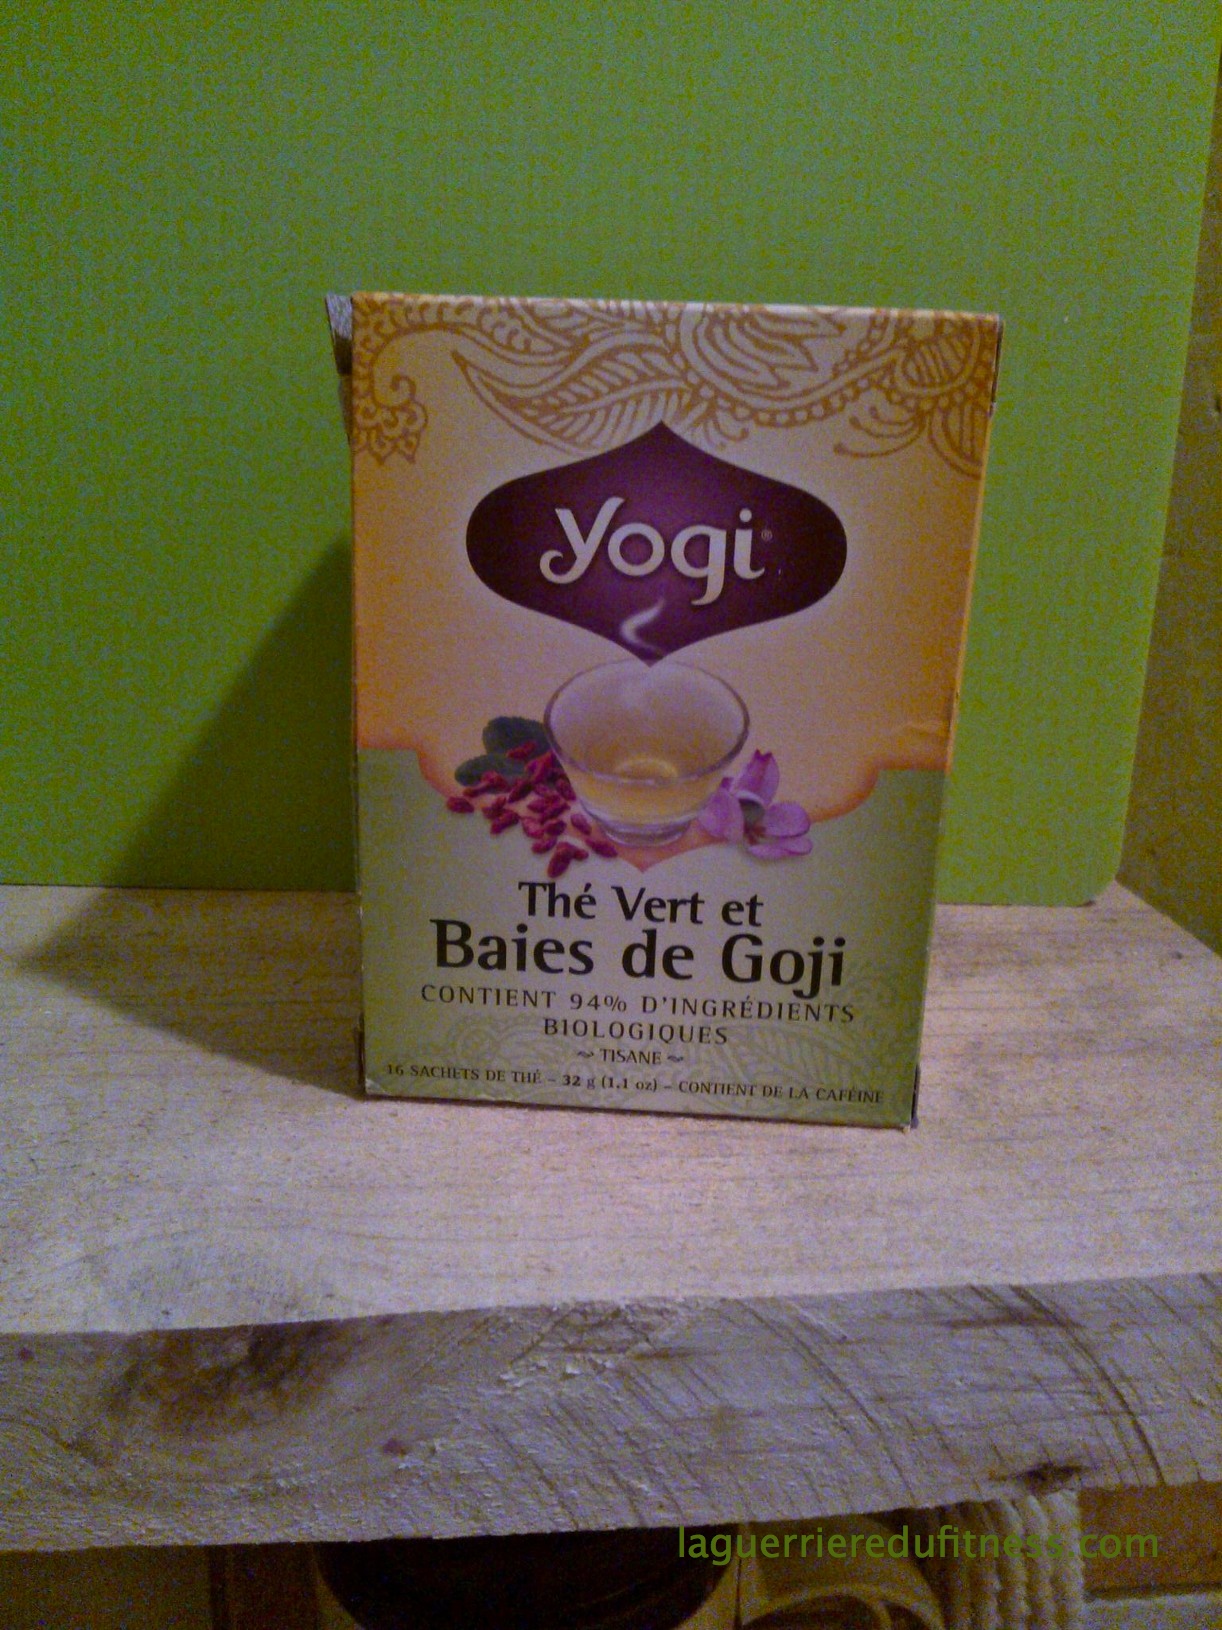 yogi®
Thé Vert et
Baies de Goji
CONTIENT 94% D'INGRÉDIENTS
BIOLOGIQUES
~ TISANE ~
16 SACHETS DE THÉ – 32 g (1.1 oz) – CONTIENT DE LA CAFÉINE
laguerrieredufitness.com